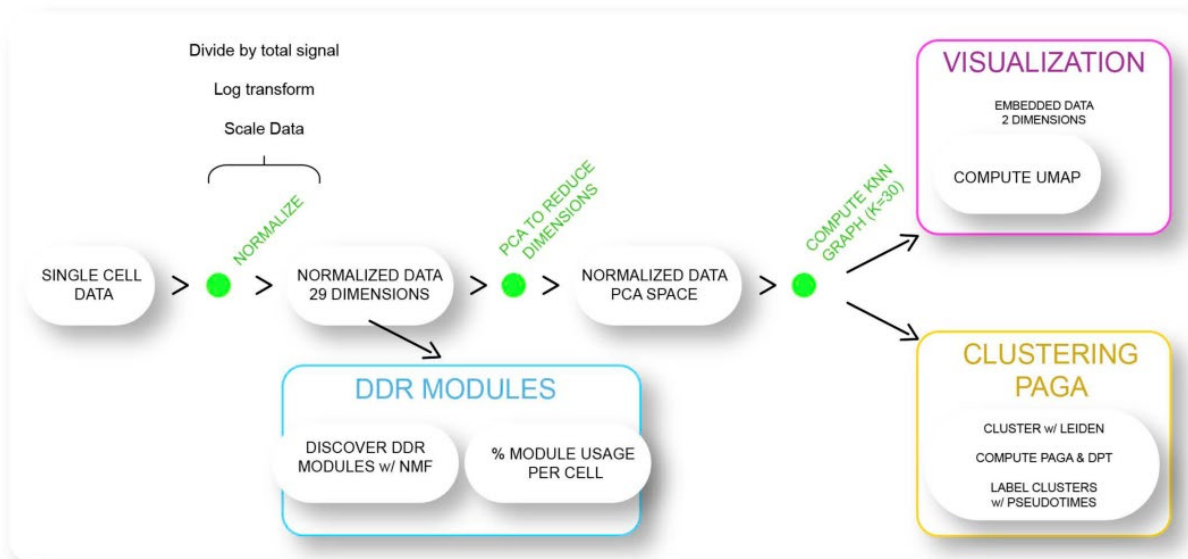 Divide by total signal
Log transform
Scale Data
NORMALIZE
SINGLE CELL
DATA
NORMALIZED DATA
29 DIMENSIONS
PCA TO REDUCE
DIMENSIONS
NORMALIZED DATA
PCA SPACE
COMPUTE KNN
GRAPH (K=30)
VISUALIZATION
EMBEDDED DATA
2 DIMENSIONS
COMPUTE UMAP
DDR MODULES
DISCOVER DDR
MODULES w/ NMF
% MODULE USAGE
PER CELL
CLUSTERING
PAGA
CLUSTER w/ LEIDEN
COMPUTE PAGA & DPT
LABEL CLUSTERS
w/ PSEUDOTIMES